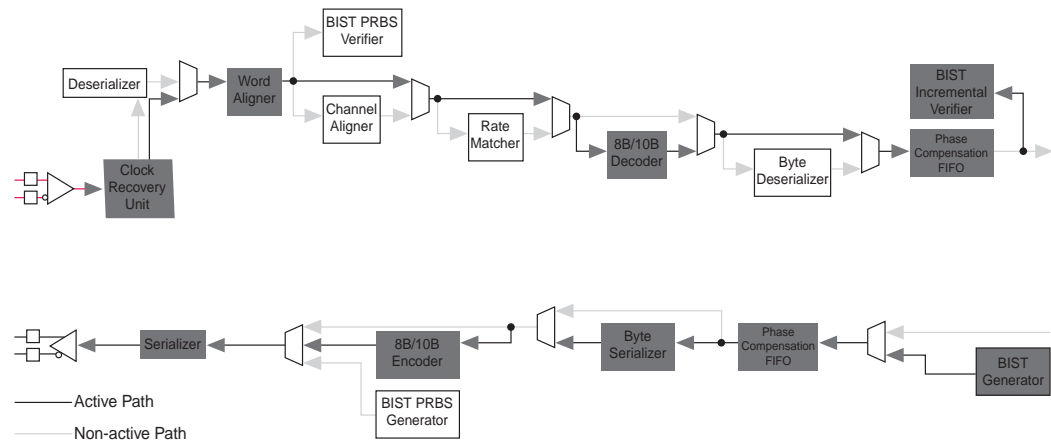 BIST PRBS
Verifier
Deserializer
Word
Aligner
Channel
Aligner
Rate
Matcher
8B/10B
Decoder
Byte
Deserializer
BIST
Incremental
Verifier
Phase
Compensation
FIFO
Clock
Recovery
Unit
Serializer
8B/10B
Encoder
BIST PRBS
Generator
Byte
Serializer
Phase
Compensation
FIFO
BIST
Generator
Active Path
Non-active Path